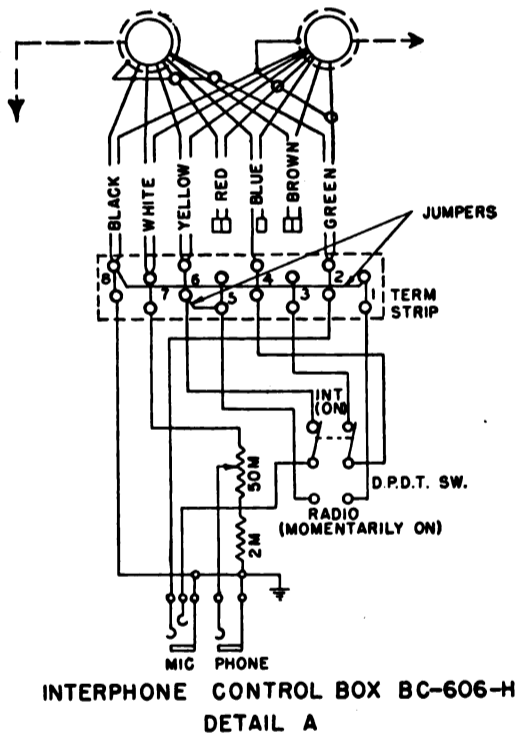 BLACK
WHITE
YELLOW
RED
BLUE
BROWN
GREEN
JUMPERS
8 7 6 5 4 3 2 1
TERM
STRIP
INT
(ON)
D.P.D.T. SW.
RADIO
(MOMENTARILY ON)
50M
2M
MIC PHONE
INTERPHONE CONTROL BOX BC-606-H
DETAIL A